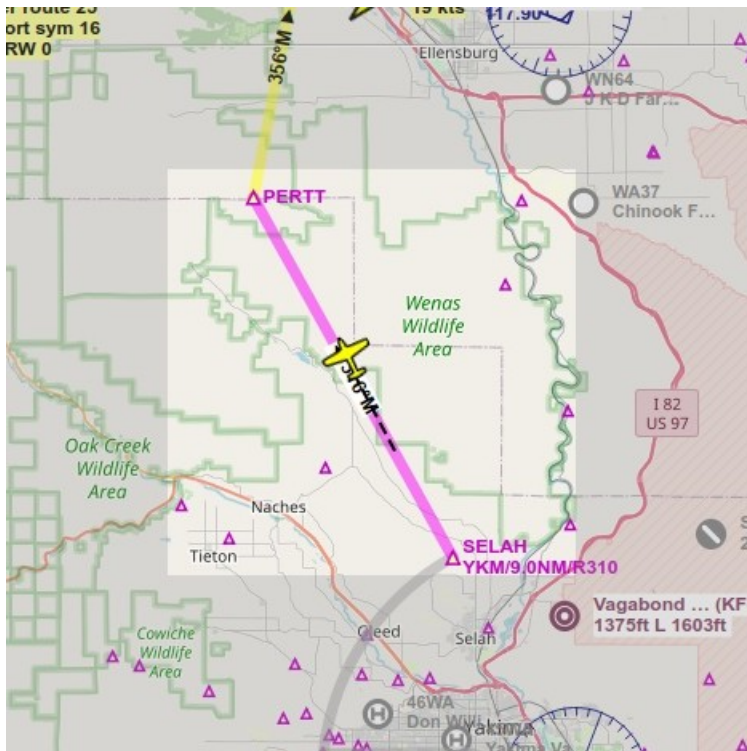 route 25
ort sym 16
RW 0
19 kts
117.90
356°M
Ellensburg
WN64
J K D Far...
PERTT
WA37
Chinook F...
Wenas
Wildlife
Area
I 82
US 97
Oak Creek
Wildlife
Area
Naches
Tieton
SELAH
YKM/9.0NM/R310
Vagabond ... (KF
1375ft L 1603ft
Cowiche
Wildlife
Area
Gleed
Selah
46WA
Don W
Yakima